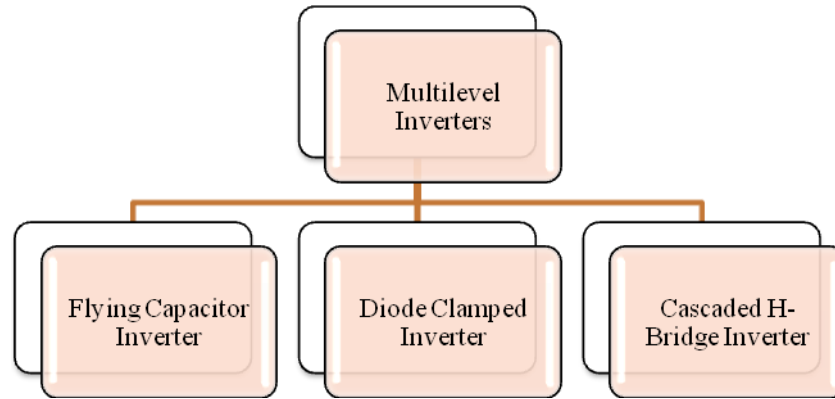 Multilevel
Inverters
Flying Capacitor
Inverter
Diode Clamped
Inverter
Cascaded H-
Bridge Inverter